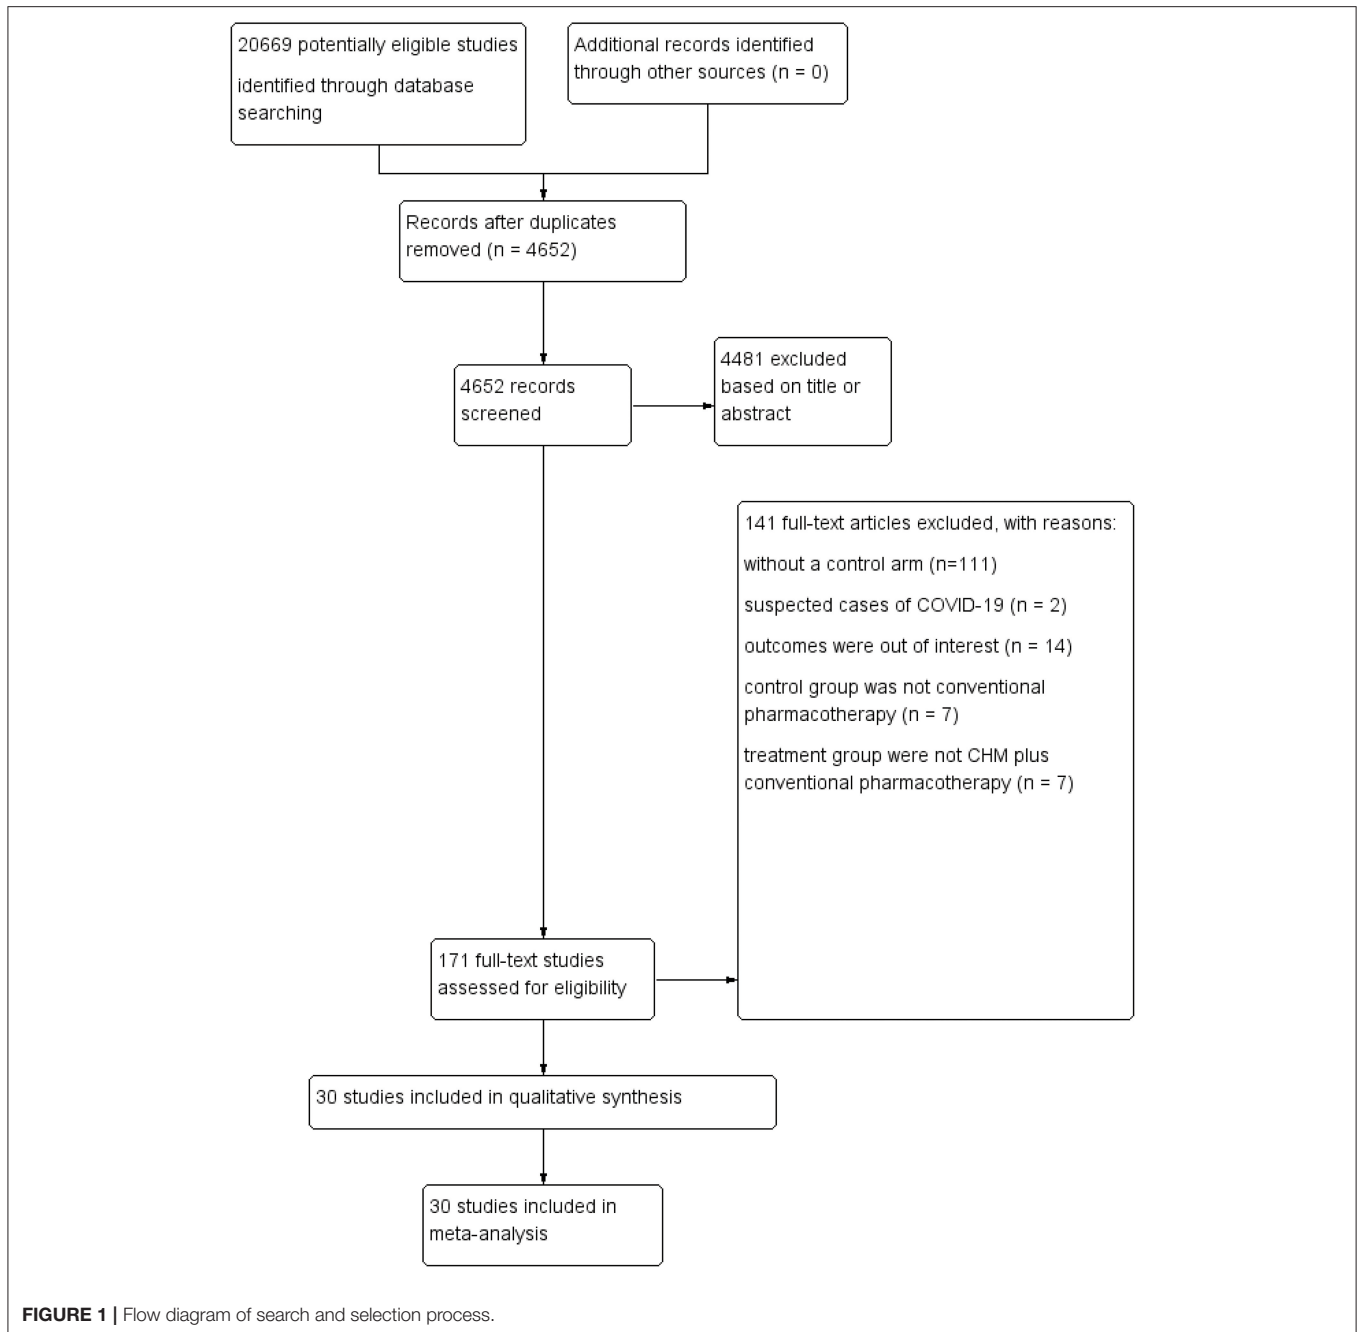 20669 potentially eligible studies
identified through database
searching
Additional records identified
through other sources (n = 0)
Records after duplicates
removed (n = 4652)
4652 records
screened
4481 excluded
based on title or
abstract
141 full-text articles excluded, with reasons:
without a control arm (n=111)
suspected cases of COVID-19 (n = 2)
outcomes were out of interest (n = 14)
control group was not conventional
pharmacotherapy (n = 7)
treatment group were not CHM plus
conventional pharmacotherapy (n = 7)
171 full-text studies
assessed for eligibility
30 studies included in qualitative synthesis
30 studies included in
meta-analysis
FIGURE 1 | Flow diagram of search and selection process.